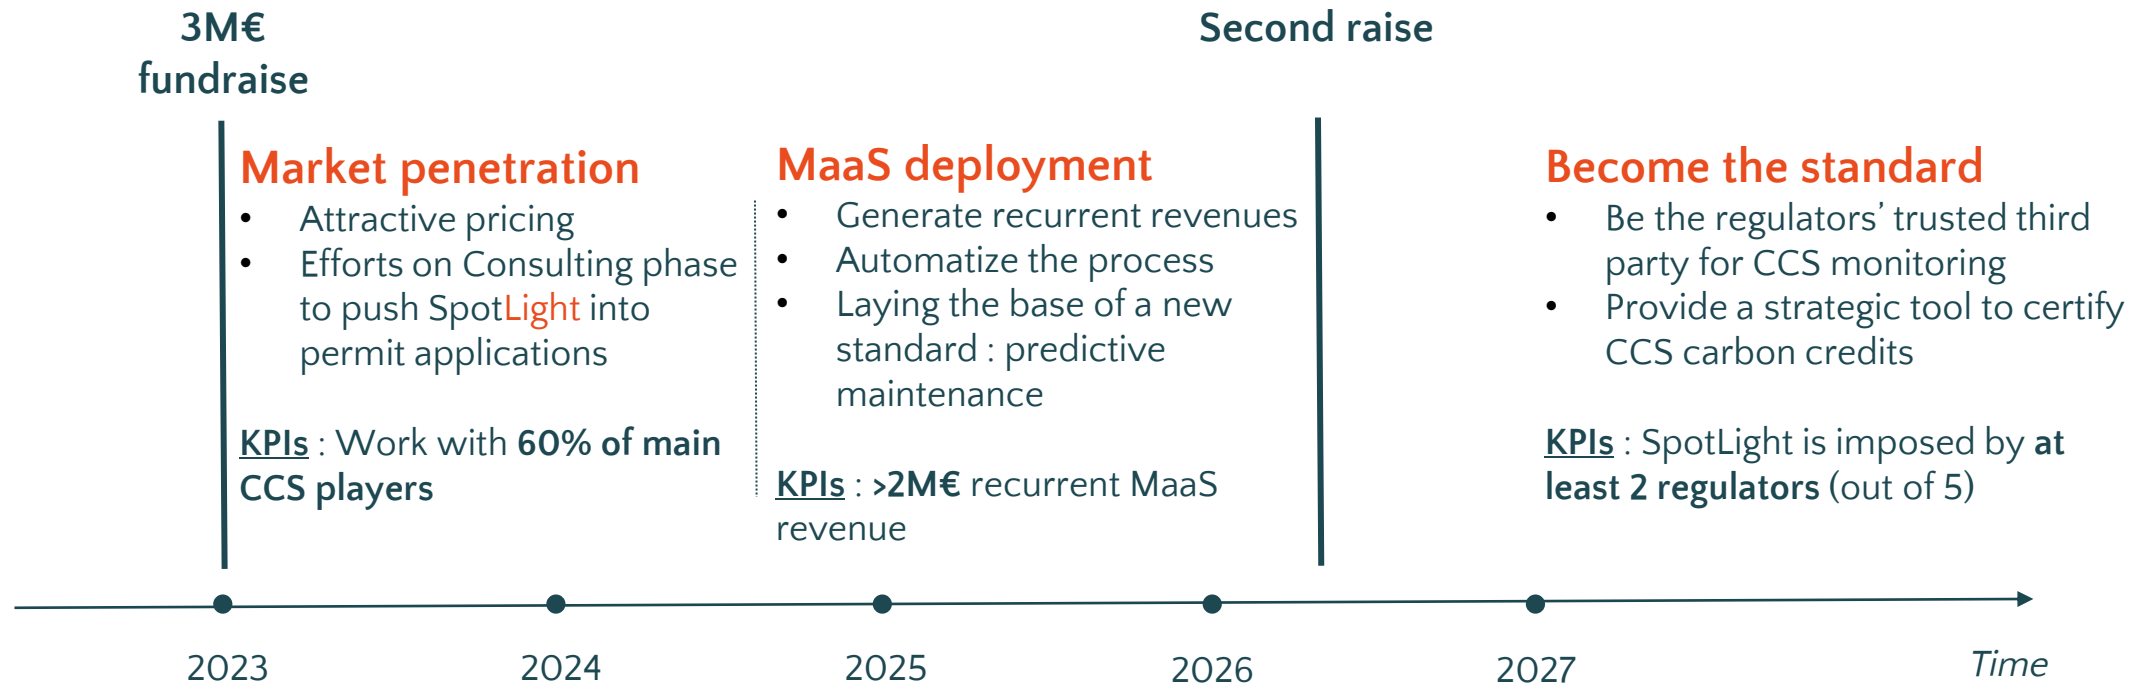 3M€
fundraise
Second raise
Market penetration
• Attractive pricing
• Efforts on Consulting phase
to push SpotLight into
permit applications
KPIs : Work with 60% of main
CCS players
MaaS deployment
• Generate recurrent revenues
• Automatize the process
• Laying the base of a new
standard : predictive
maintenance
KPIs : >2M€ recurrent MaaS
revenue
Become the standard
• Be the regulators’ trusted third
party for CCS monitoring
• Provide a strategic tool to certify
CCS carbon credits
KPIs : SpotLight is imposed by at
least 2 regulators (out of 5)
2023
2024
2025
2026
2027
Time